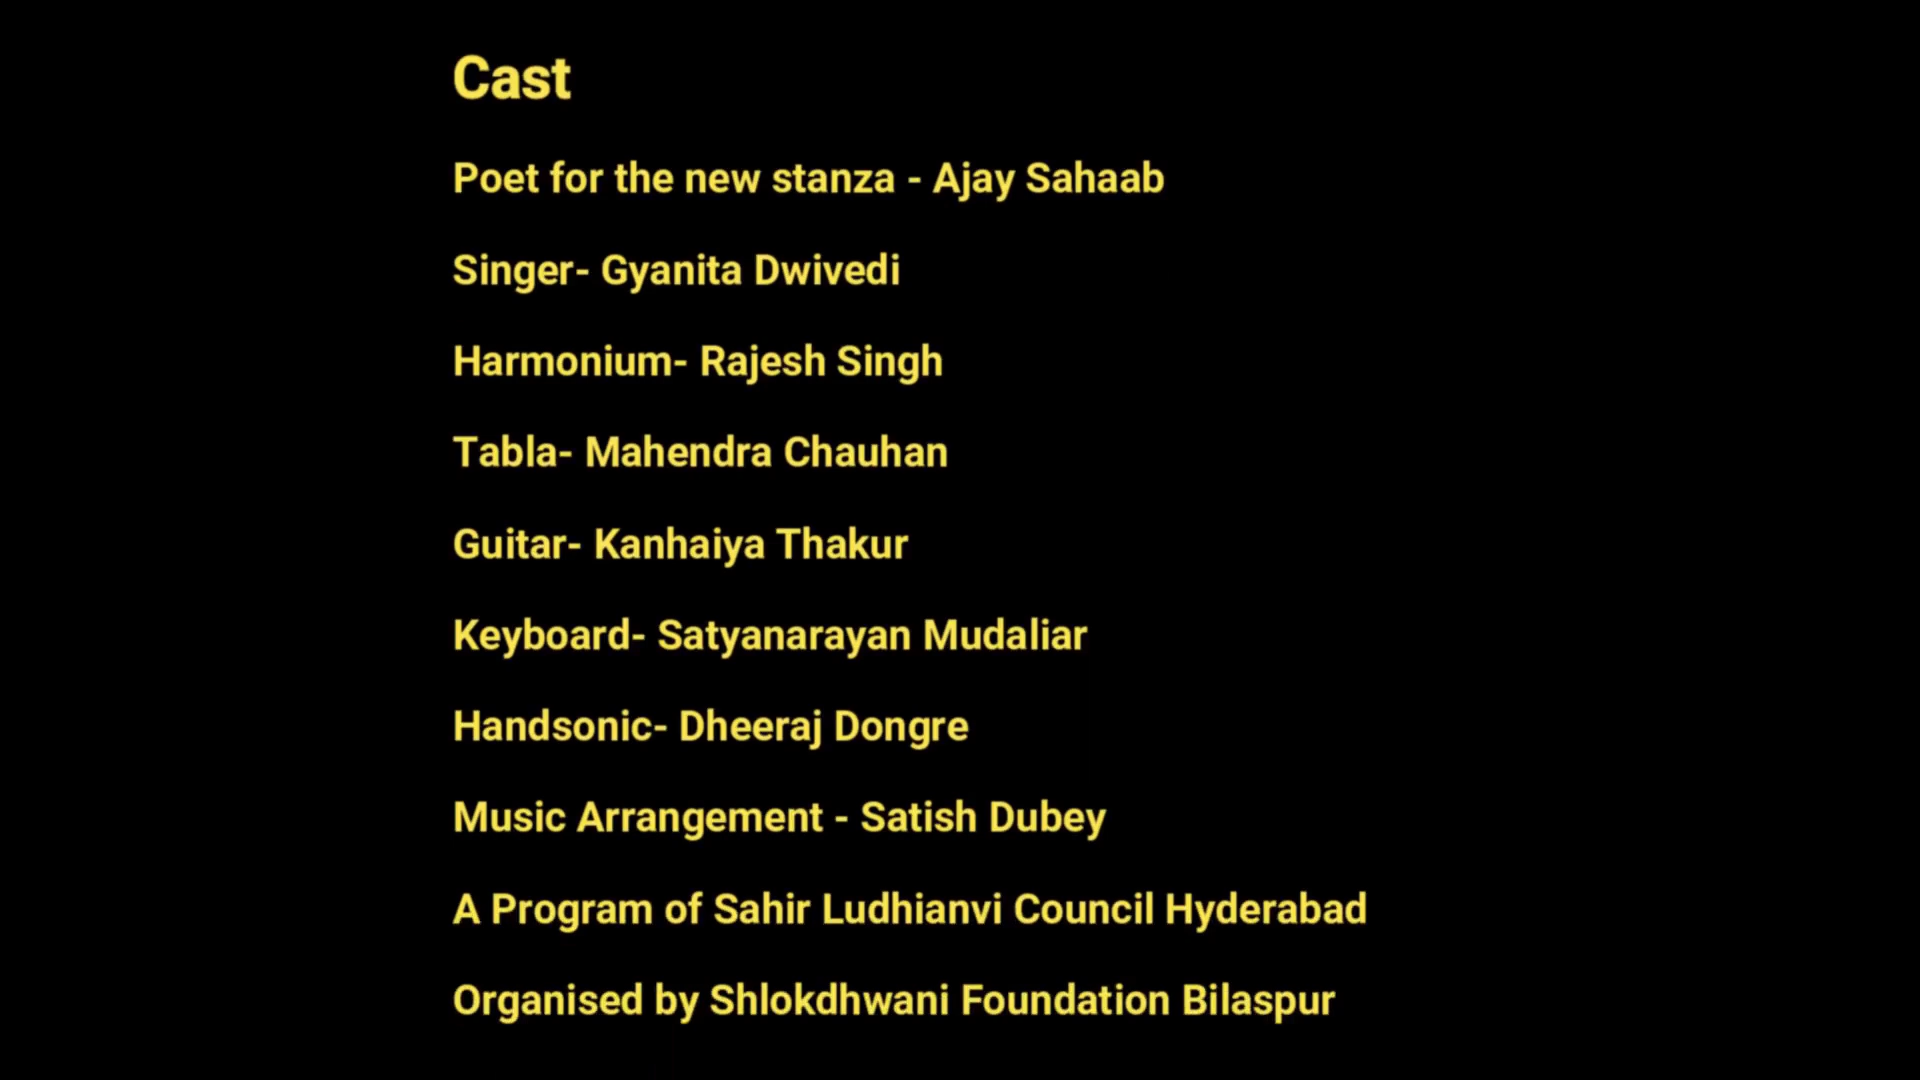 Cast
Poet for the new stanza - Ajay Sahaab
Singer- Gyanita Dwivedi
Harmonium- Rajesh Singh
Tabla- Mahendra Chauhan
Guitar- Kanhaiya Thakur
Keyboard- Satyanarayan Mudaliar
Handsonic- Dheeraj Dongre
Music Arrangement - Satish Dubey
A Program of Sahir Ludhianvi Council Hyderabad
Organised by Shlokdhwani Foundation Bilaspur